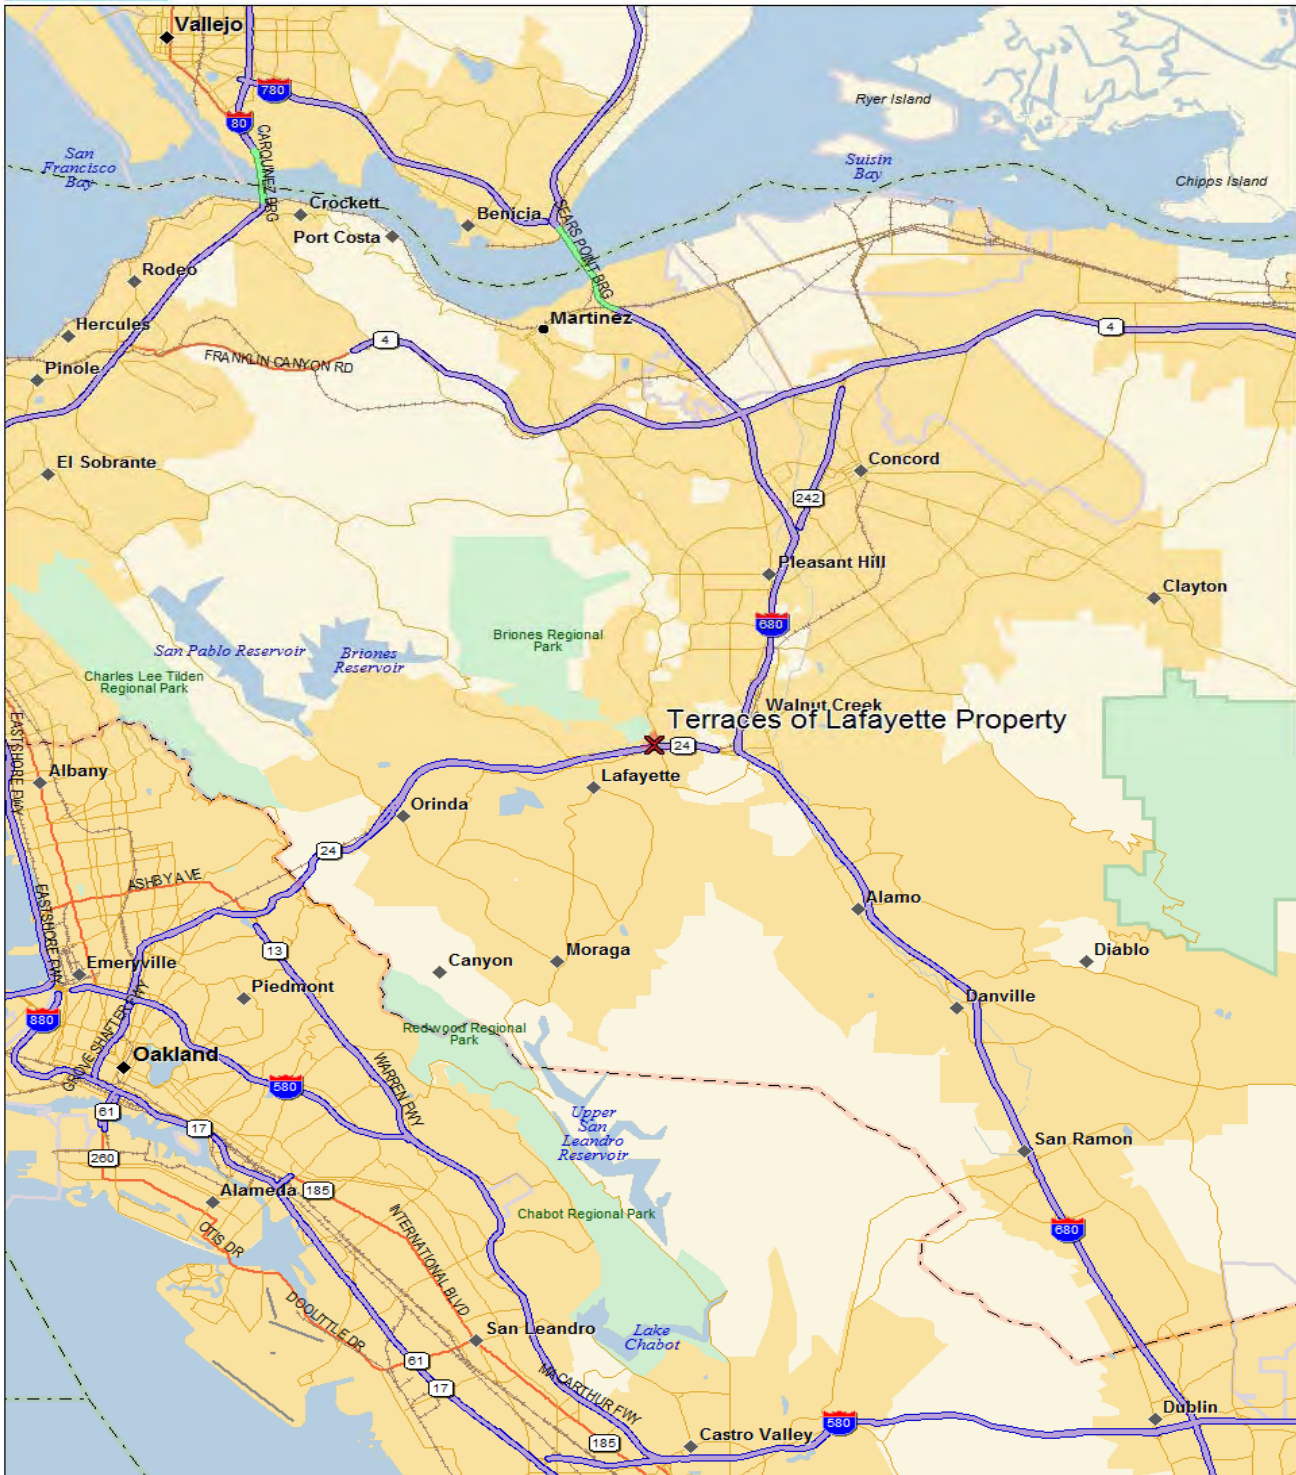 Vallejo
780
80
Ryer Island
San
Francisco
Bay
CARQUINEZ BRG
Suisin
Bay
Chipps Island
Crockett
Benicia
SEARS POINT BRG
Port Costa
Rodeo
Hercules
Martinez
4
4
FRANKLIN CANYON RD
Pinole
El Sobrante
Concord
242
Pleasant Hill
Clayton
680
Briones Regional
Park
San Pablo Reservoir
Briones
Reservoir
Charles Lee Tilden
Regional Park
Walnut Creek
Terraces of Lafayette Property
24
EASTSHORE FWY
Albany
Lafayette
Orinda
24
ASHBY AVE
EASTSHORE FWY
Alamo
13
Emeryville
Canyon
Moraga
Diablo
Piedmont
Danville
880
GROVE SHAFTER FWY
Redwood Regional
Park
Oakland
580
WARREN FWY
61
17
Upper
San
Leandro
Reservoir
San Ramon
260
Alameda
185
Chabot Regional Park
OTIS DR
INTERNATIONAL BLVD
680
DOOLITTLE DR
San Leandro
Lake
Chabot
61
17
MACARTHUR FWY
Dublin
580
Castro Valley
185